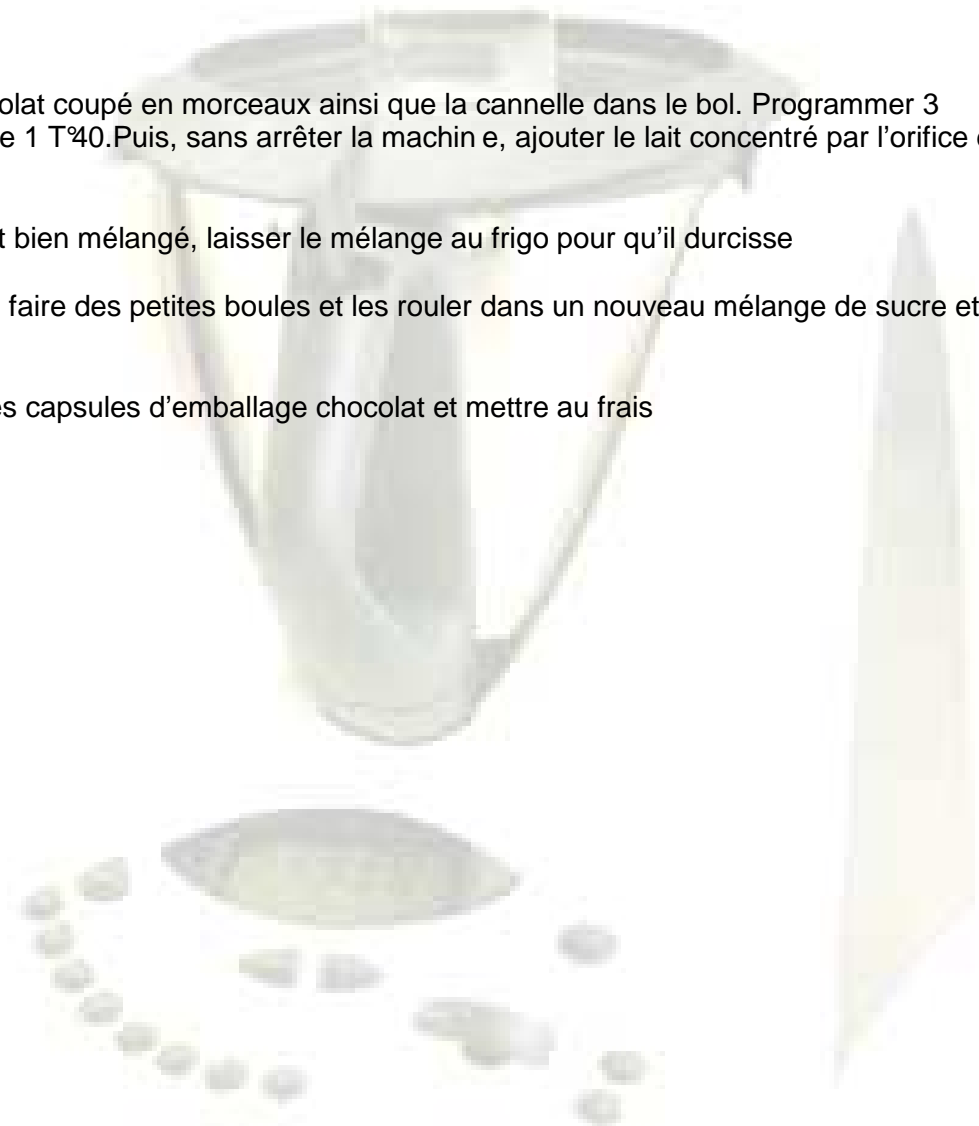 olat coupé en morceaux ainsi que la cannelle dans le bol. Programmer 3
e 1 T°40.Puis, sans arrêter la machin e, ajouter le lait concentré par l’orifice
t bien mélangé, laisser le mélange au frigo pour qu’il durcisse
faire des petites boules et les rouler dans un nouveau mélange de sucre et
es capsules d’emballage chocolat et mettre au frais